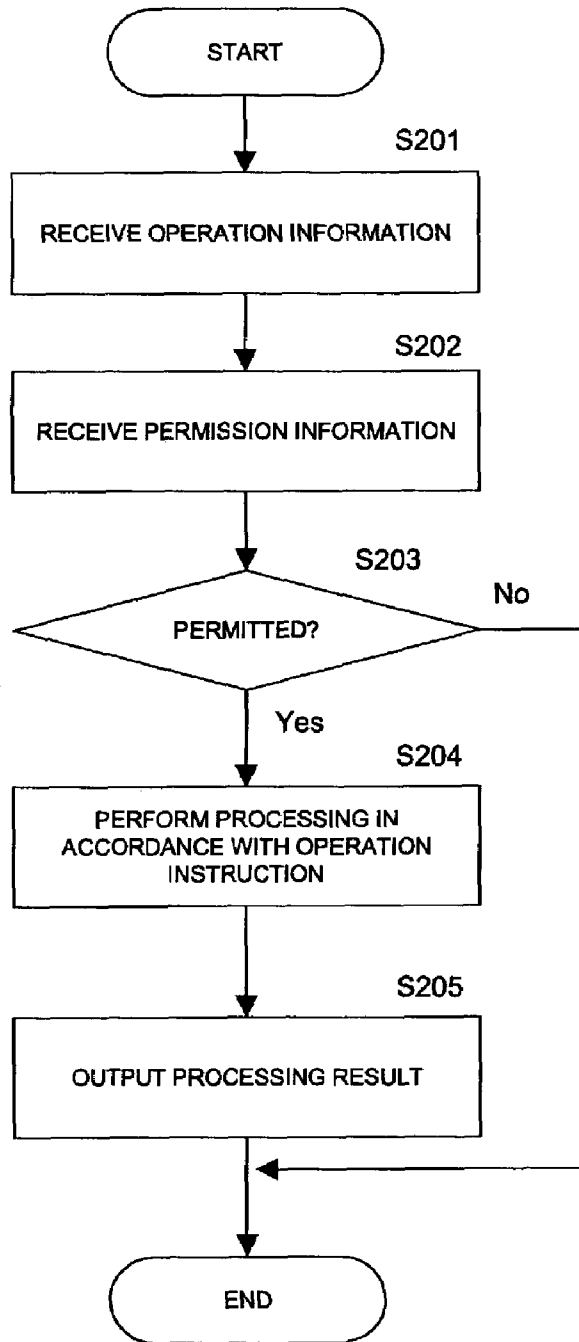 START
S201
RECEIVE OPERATION INFORMATION
S202
RECEIVE PERMISSION INFORMATION
S203
No
PERMITTED?
Yes
S204
PERFORM PROCESSING IN
ACCORDANCE WITH OPERATION
INSTRUCTION
S205
OUTPUT PROCESSING RESULT
END